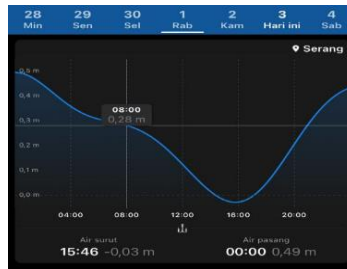 28 29 30 1 2 3 4
Min Sen Sel Rab Kam Hari ini Sab
Serang
0,5 m
0,4 m
08:00
0,28 m
0,3 m
0,2 m
0,1 m
0,0 m
04:00 08:00 12:00 16:00 20:00
Air surut Air pasang
15:46 -0,03 m 00:00 0,49 m